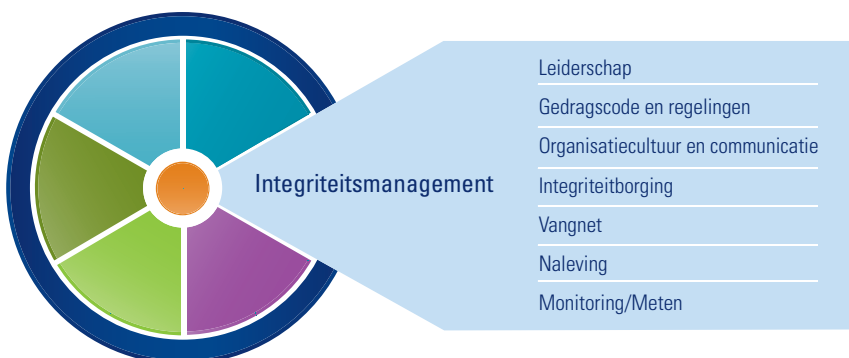 Integriteitsmanagement
Leiderschap
Gedragscode en regelingen
Organisatiecultuur en communicatie
Integriteitborging
Vangnet
Naleving
Monitoring/Meten